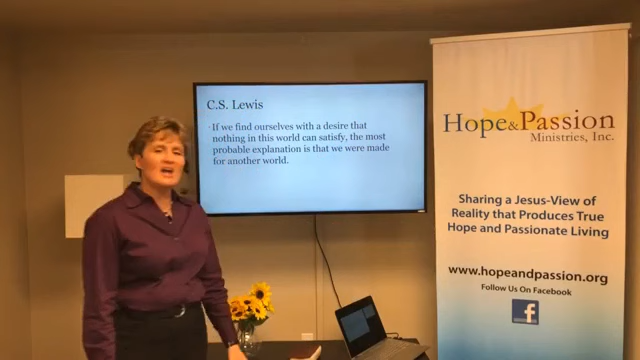 C.S. Lewis
If we find ourselves with a desire that
nothing in this world can satisfy, the most
probable explanation is that we were made
for another world.
Hope&Passion
Ministries, Inc.
Sharing a Jesus-View of
Reality that Produces True
Hope and Passionate Living
www.hopeandpassion.org
Follow Us On Facebook
f